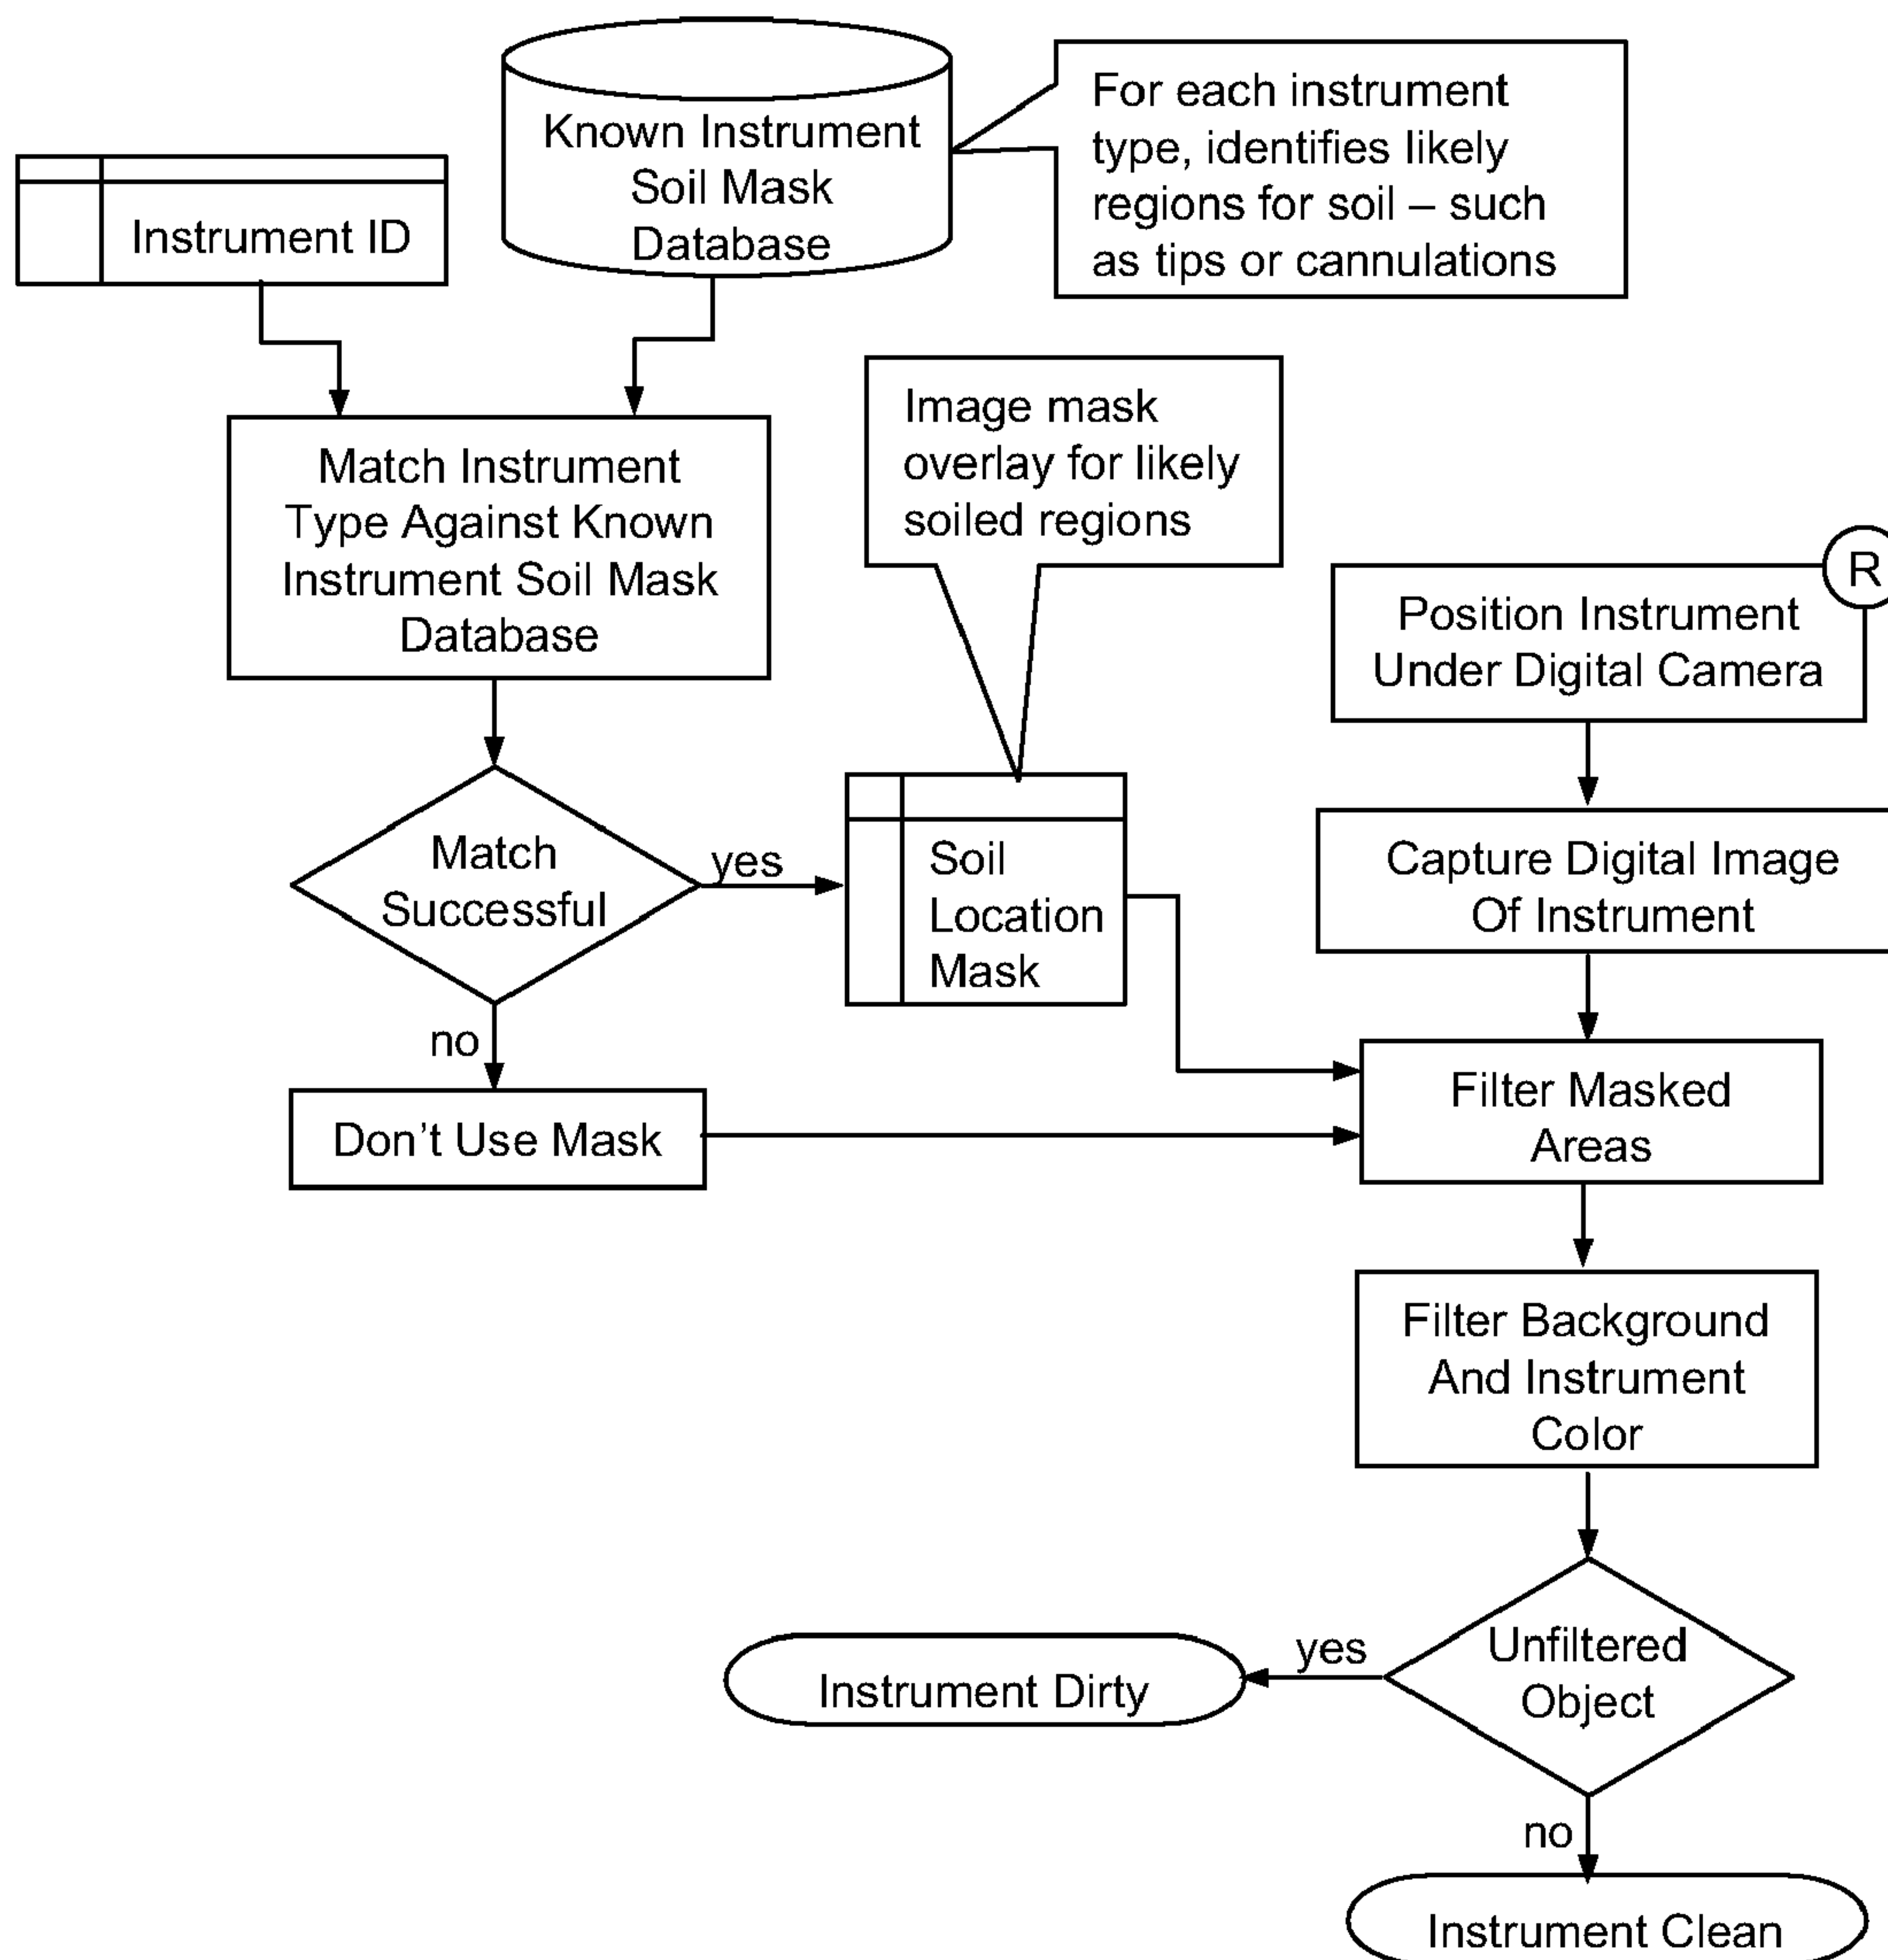 Known Instrument
Soil Mask
Database
For each instrument
type, identifies likely
regions for soil – such
as tips or cannulations
Instrument ID
Match Instrument
Type Against Known
Instrument Soil Mask
Database
Image mask
overlay for likely
soiled regions
R
Position Instrument
Under Digital Camera
Match
Successful
yes
Soil
Location
Mask
Capture Digital Image
Of Instrument
no
Don’t Use Mask
Filter Masked
Areas
Filter Background
And Instrument
Color
Unfiltered
Object
yes
Instrument Dirty
no
Instrument Clean